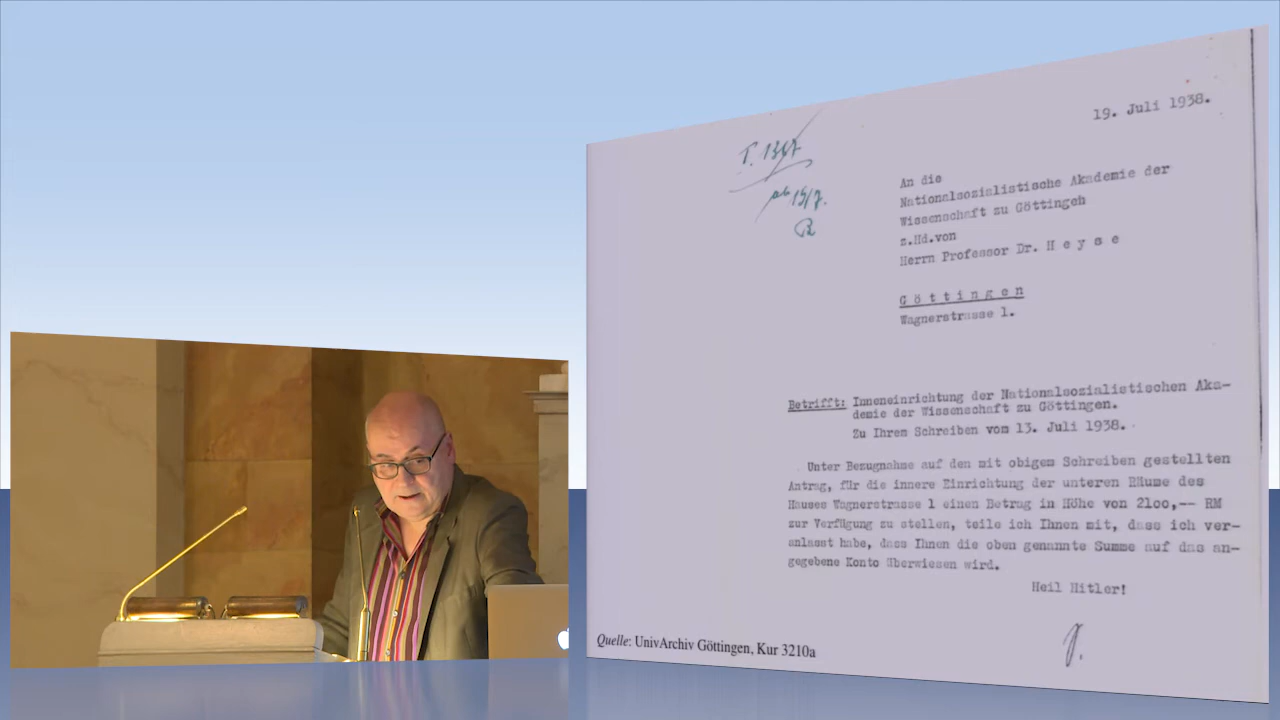 19. Juli 1938.
T. 1367
ab 15/7.
An die
Nationalsozialistische Akademie der
Wissenschaft zu Göttingen
z.Hd.von
Herrn Professor Dr. H e y s e
G ö t t i n g e n
Wagnerstrasse 1.
Betrifft: Inneneinrichtung der Nationalsozialistischen Aka-
demie der Wissenschaft zu Göttingen.
Zu Ihrem Schreiben vom 13. Juli 1938.
Unter Bezugnahme auf den mit obigem Schreiben gestellten
Antrag, für die innere Einrichtung der unteren Räume des
Hauses Wagnerstrasse 1 einen Betrag in Höhe von 2100,-- RM
zur Verfügung zu stellen, teile ich Ihnen mit, dass ich ver-
anlasst habe, dass Ihnen die oben genannte Summe auf das an-
gegebene Konto überwiesen wird.
Heil Hitler!
Quelle: UnivArchiv Göttingen, Kur 3210a